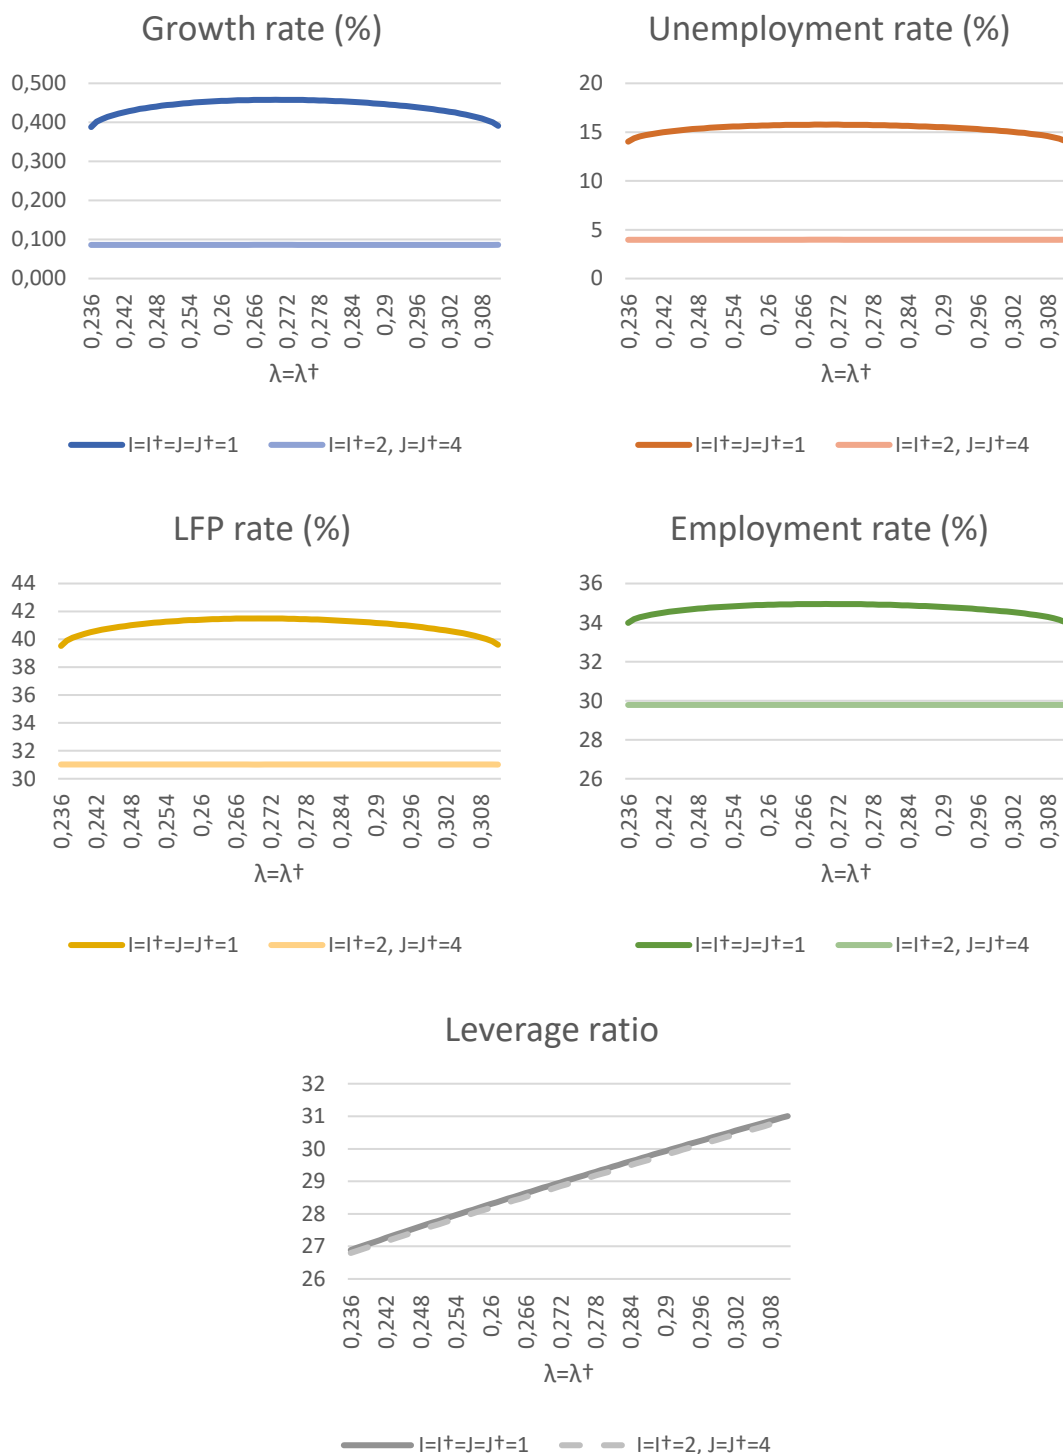 Growth rate (%)
0,500
0,400
0,300
0,200
0,100
0,000
0,236 0,242 0,248 0,254 0,26 0,266 0,272 0,278 0,284 0,29 0,296 0,302 0,308
λ=λ†
I=I†=J=J†=1 I=I†=2, J=J†=4
Unemployment rate (%)
20
15
10
5
0
0,236 0,242 0,248 0,254 0,26 0,266 0,272 0,278 0,284 0,29 0,296 0,302 0,308
λ=λ†
I=I†=J=J†=1 I=I†=2, J=J†=4
LFP rate (%)
44
42
40
38
36
34
32
30
0,236 0,242 0,248 0,254 0,26 0,266 0,272 0,278 0,284 0,29 0,296 0,302 0,308
λ=λ†
I=I†=J=J†=1 I=I†=2, J=J†=4
Employment rate (%)
36
34
32
30
28
26
0,236 0,242 0,248 0,254 0,26 0,266 0,272 0,278 0,284 0,29 0,296 0,302 0,308
λ=λ†
I=I†=J=J†=1 I=I†=2, J=J†=4
Leverage ratio
32
31
30
29
28
27
26
0,236 0,242 0,248 0,254 0,26 0,266 0,272 0,278 0,284 0,29 0,296 0,302 0,308
λ=λ†
I=I†=J=J†=1 I=I†=2, J=J†=4